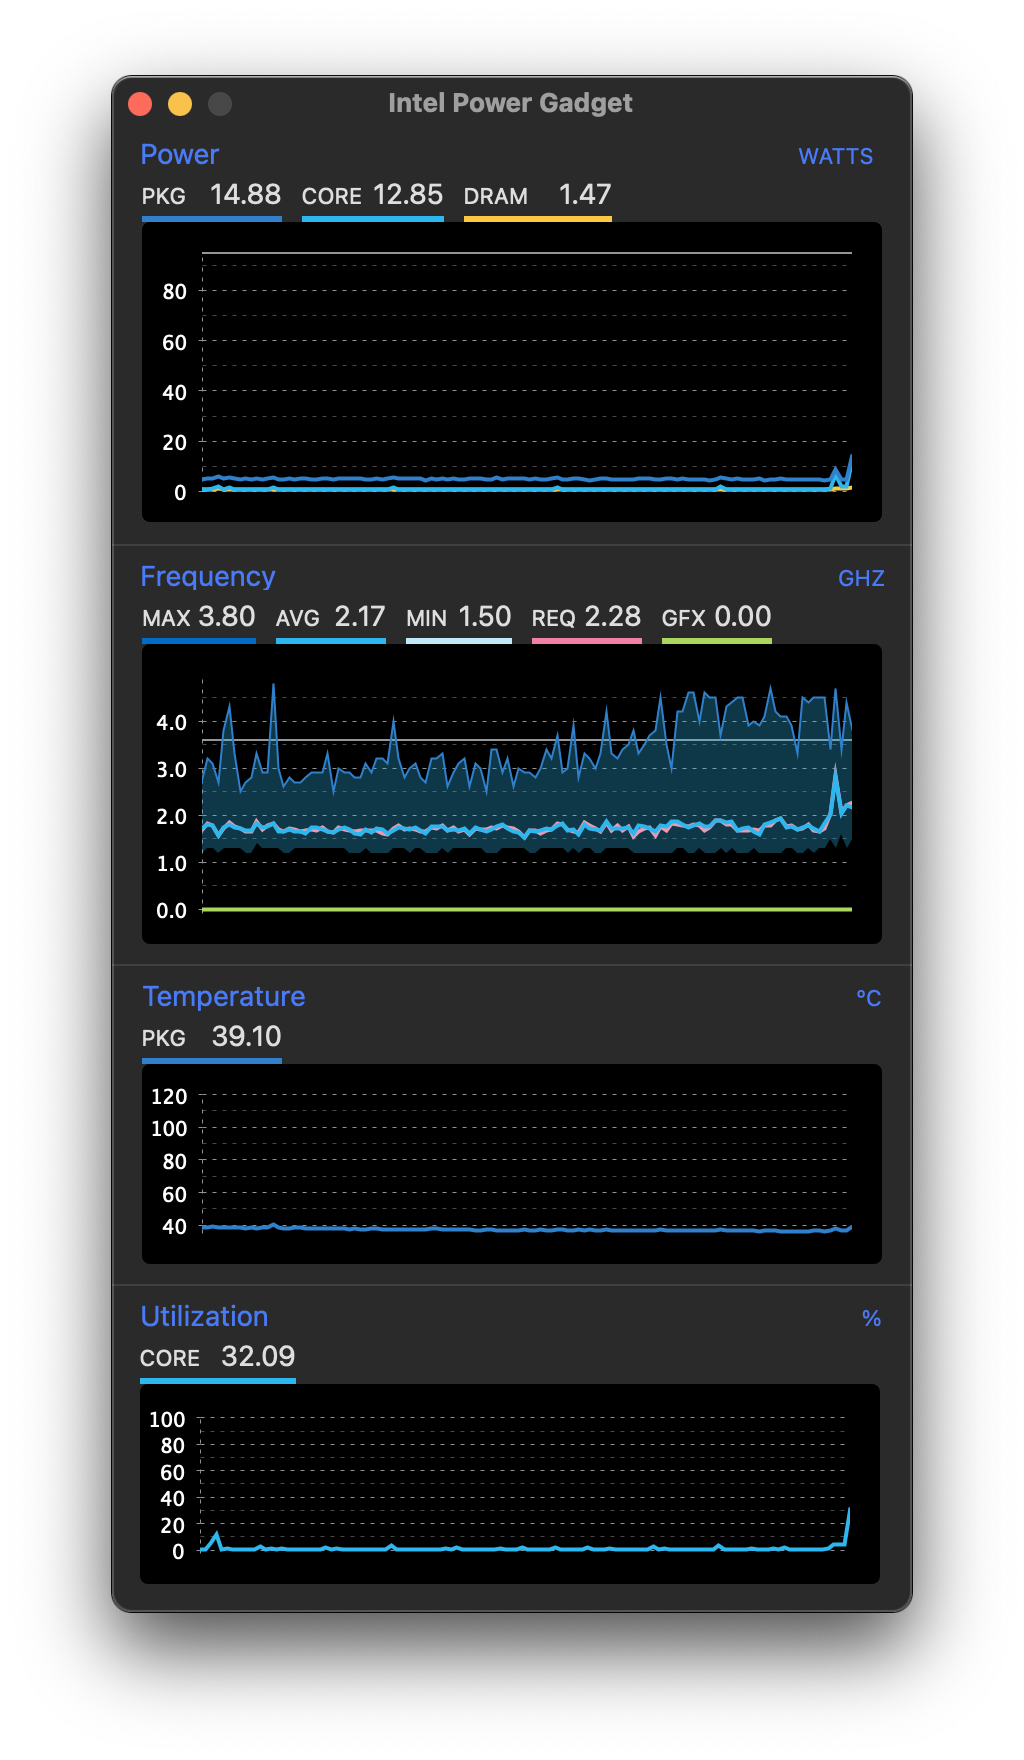 Intel Power Gadget
Power WATTS
PKG 14.88 CORE 12.85 DRAM 1.47
80
60
40
20
0
Frequency GHZ
MAX 3.80 AVG 2.17 MIN 1.50 REQ 2.28 GFX 0.00
4.0
3.0
2.0
1.0
0.0
Temperature ºC
PKG 39.10
120
100
80
60
40
Utilization %
CORE 32.09
100
80
60
40
20
0